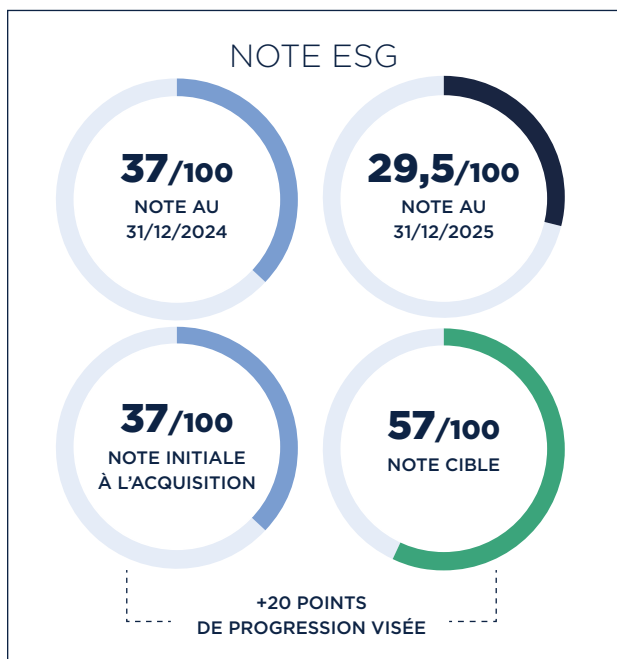 NOTE ESG
37/100
NOTE AU
31/12/2024
29,5/100
NOTE AU
31/12/2025
37/100
NOTE INITIALE
À L'ACQUISITION
57/100
NOTE CIBLE
+20 POINTS
DE PROGRESSION VISÉE